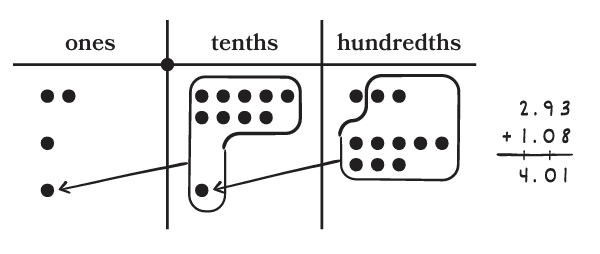 ones tenths hundredths
2.93
+ 1.08
4.01